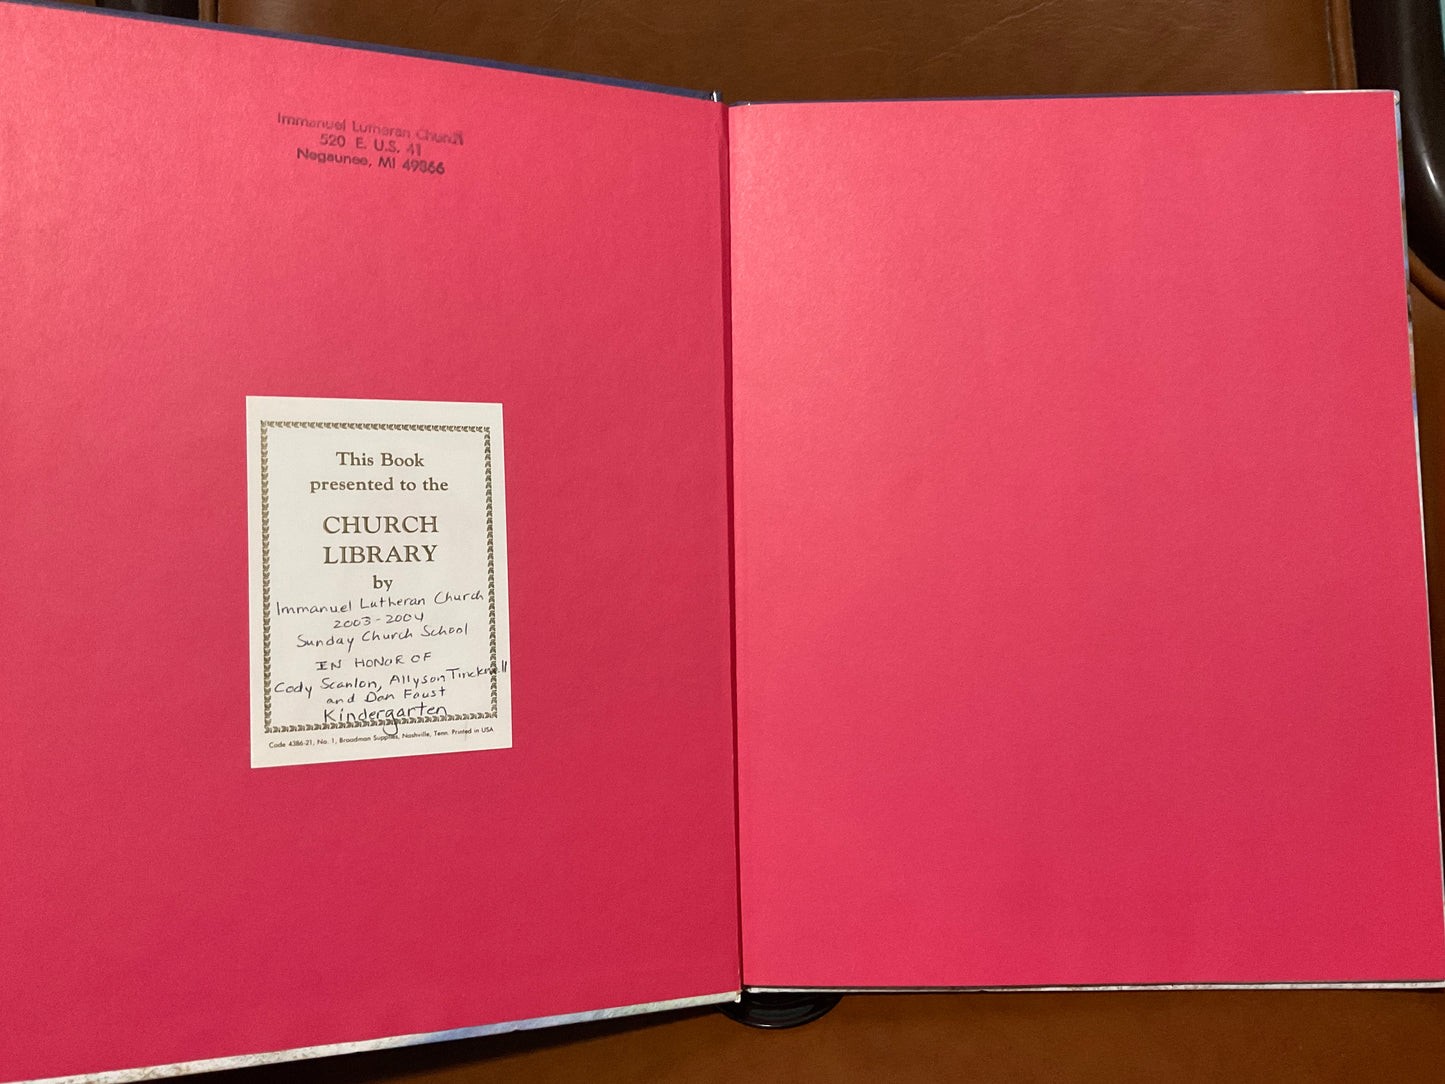 Immanuel Lutheran Church
520 E. U.S. 41
Negaunee, MI 49866
This Book
presented to the
CHURCH
LIBRARY
by
Immanuel Lutheran Church
2003-2004
Sunday Church School
IN HONOR OF
Cody Scanlon, Allyson Tincknell
and Dan Faust
Kindergarten
Code 4386-21, No. 1, Broadman Supplies, Nashville, Tenn. Printed in USA